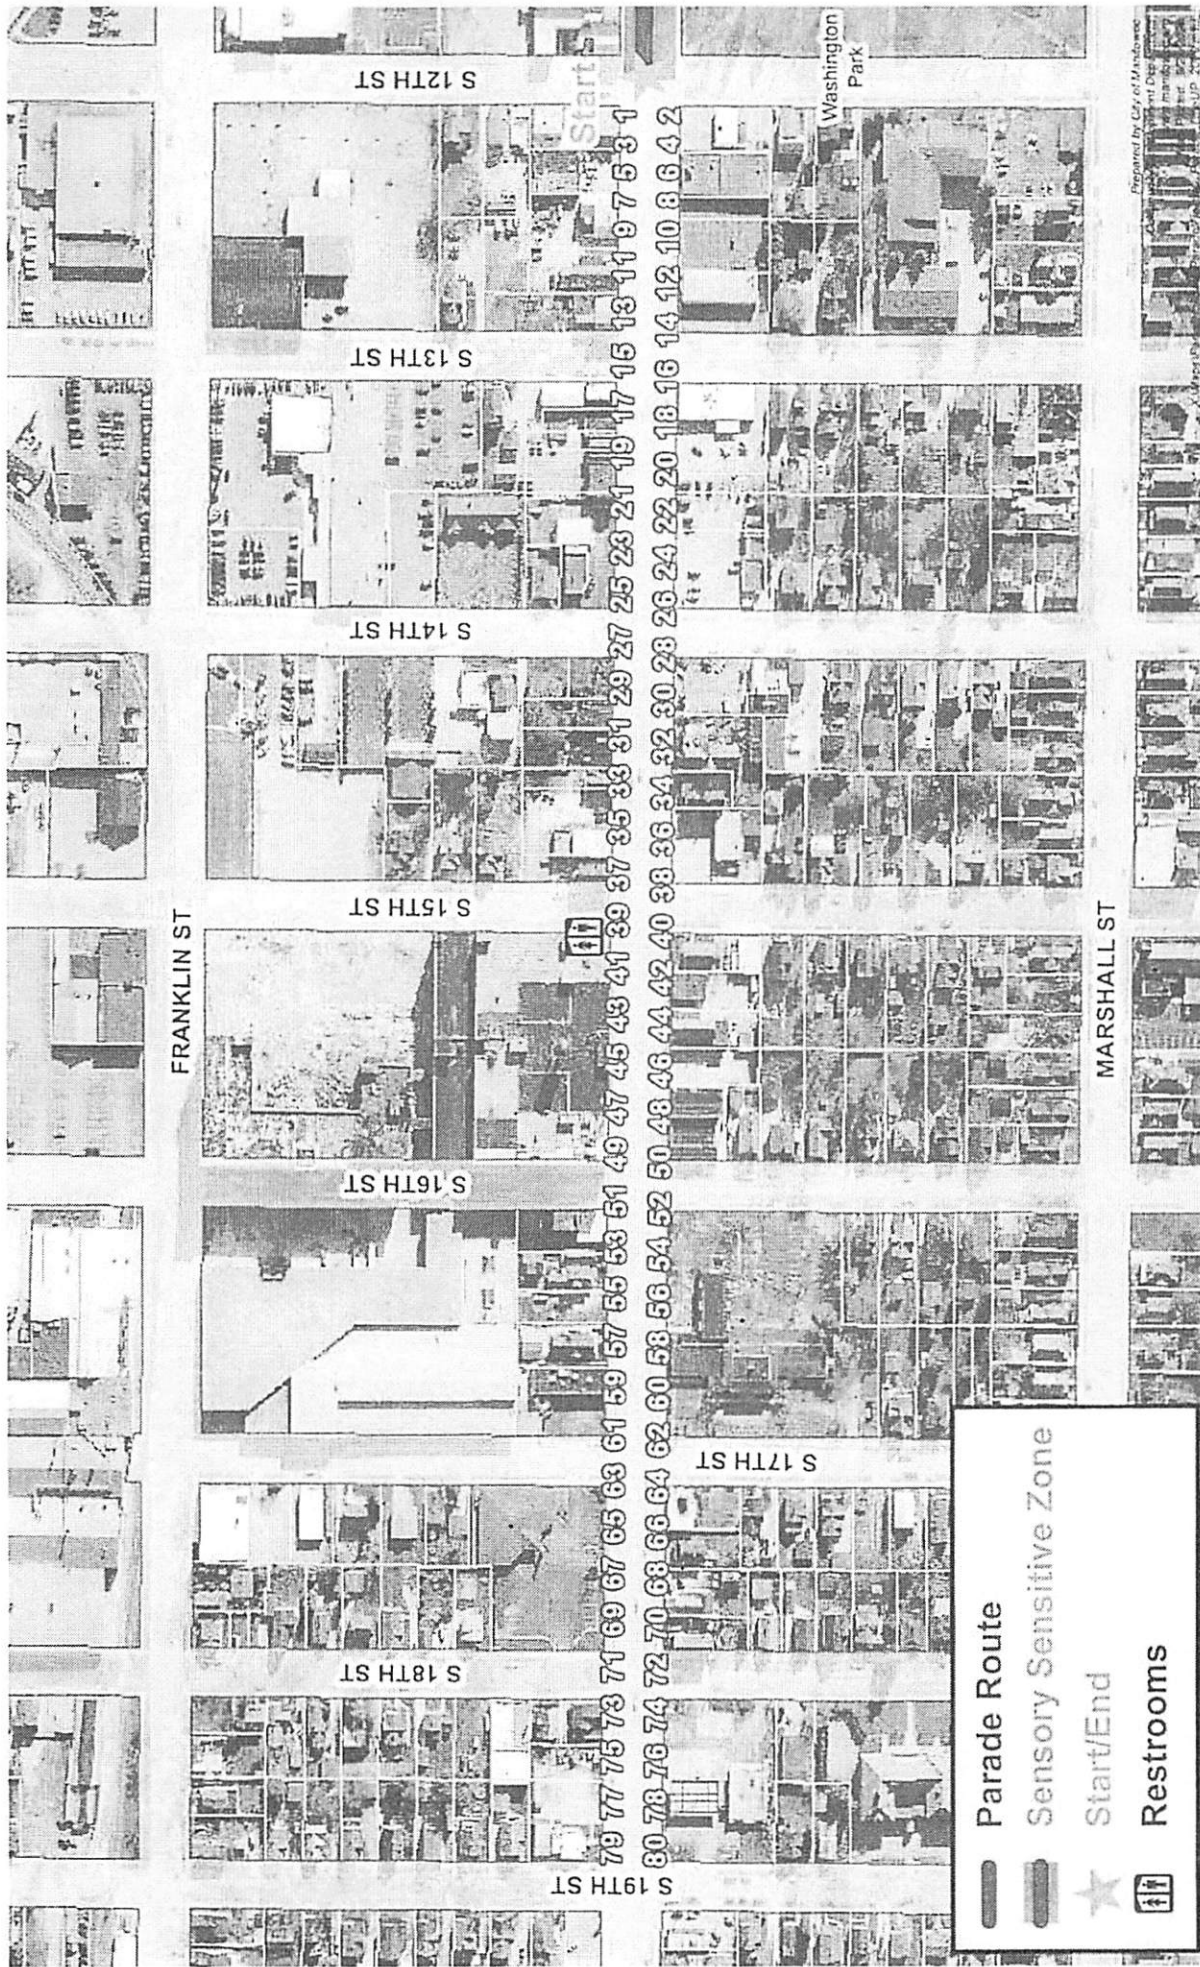 S 12TH ST
Start
Washington
Park
1 3 5 7 9 11 13 15 17 19 21 23 25 27 29 31 33 35 37 39 41 43 45 47 49 51 53 55 57 59 61 63 65 67 69 71 73 75 77 79
2 4 6 8 10 12 14 16 18 20 22 24 26 28 30 32 34 36 38 40 42 44 46 48 50 52 54 56 58 60 62 64 66 68 70 72 74 76 78 80
S 13TH ST
S 14TH ST
S 15TH ST
FRANKLIN ST
MARSHALL ST
S 16TH ST
S 17TH ST
S 18TH ST
S 19TH ST
Parade Route
Sensory Sensitive Zone
Start/End
Restrooms
Prepared by City of Manitowoc